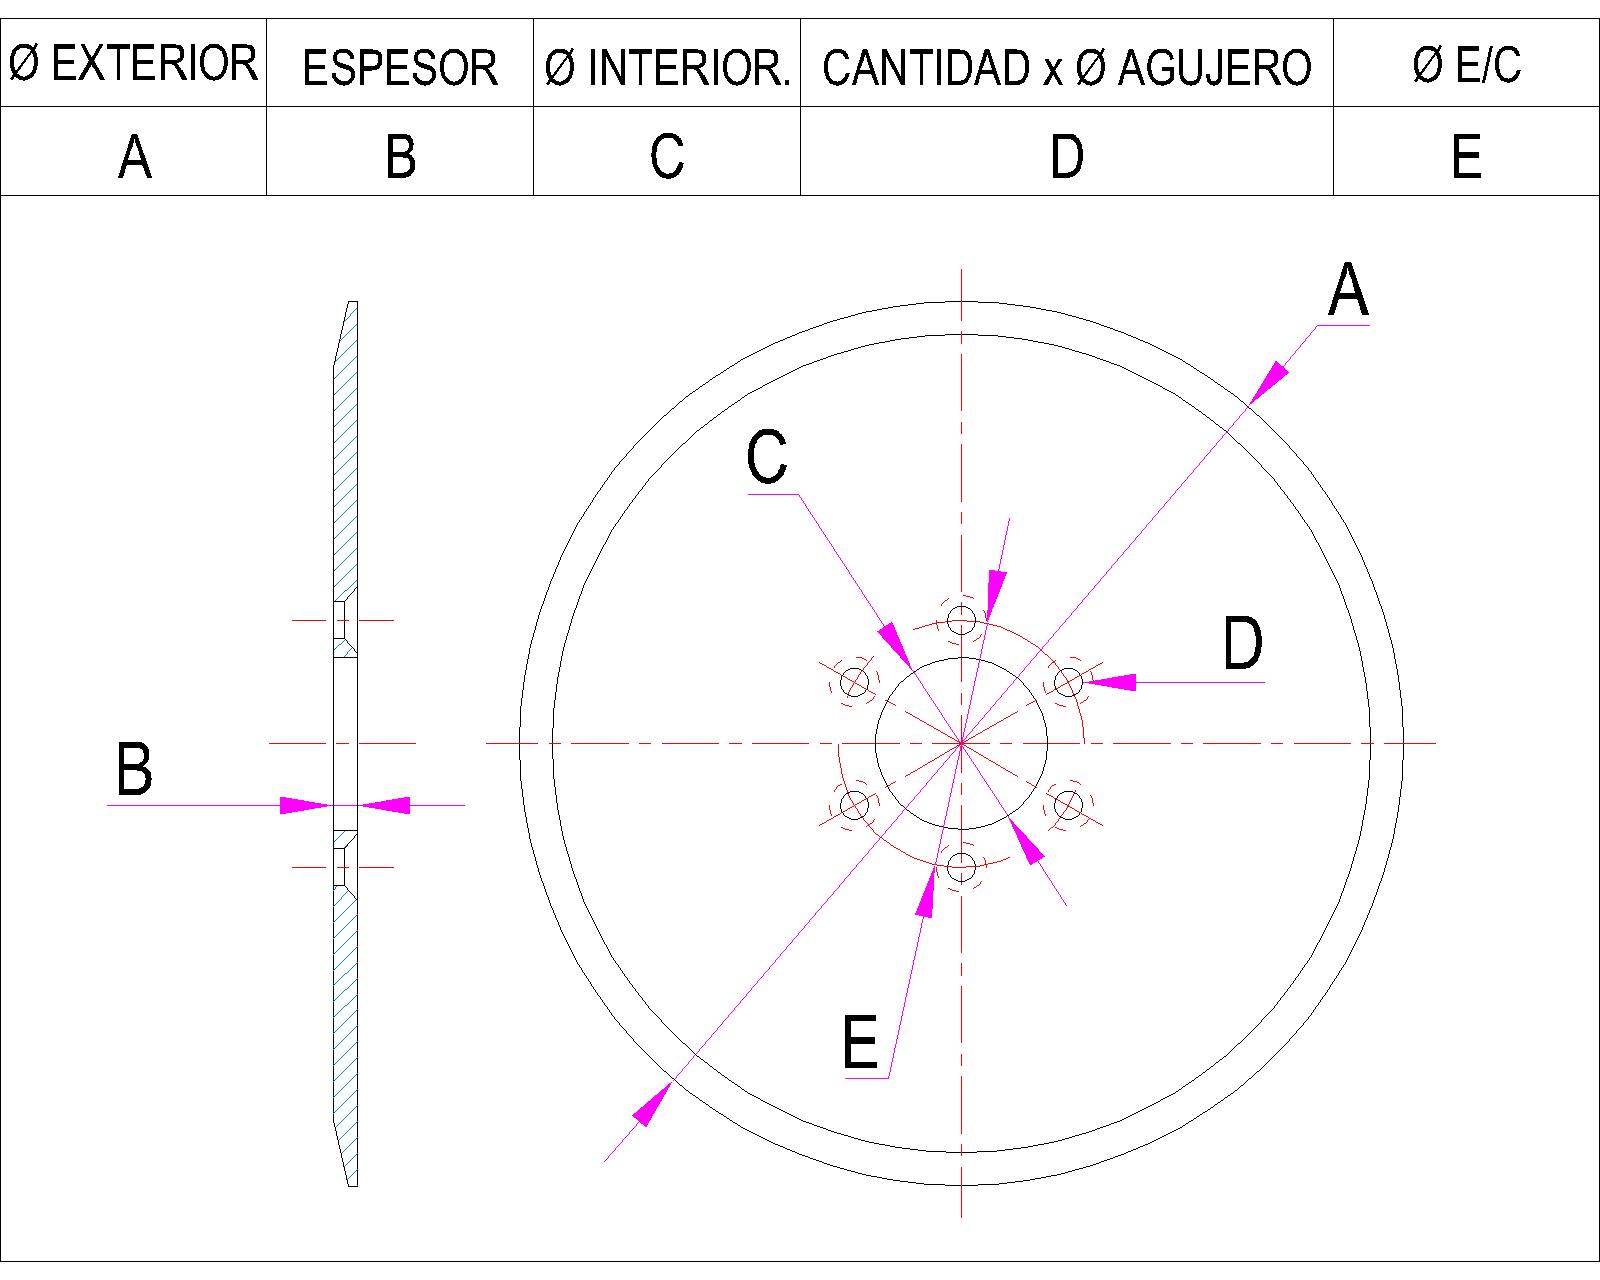 Ø EXTERIOR ESPESOR Ø INTERIOR. CANTIDAD x Ø AGUJERO Ø E/C
A B C D E
A
C
D
B
E